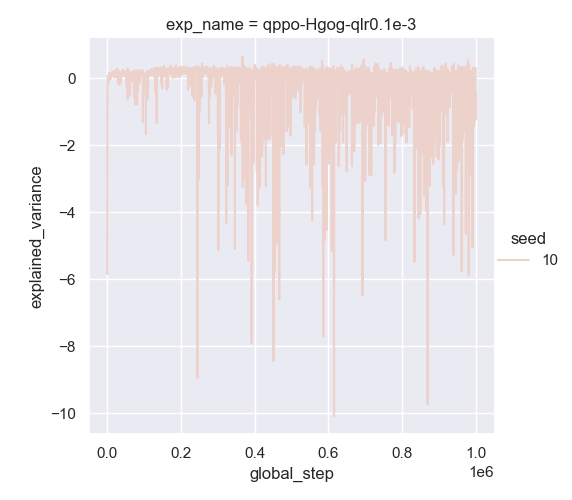 exp_name = qppo-Hgog-qlr0.1e-3
0
−2
−4
−6
−8
−10
explained_variance
0.0 0.2 0.4 0.6 0.8 1.0
1e6
global_step
seed
10